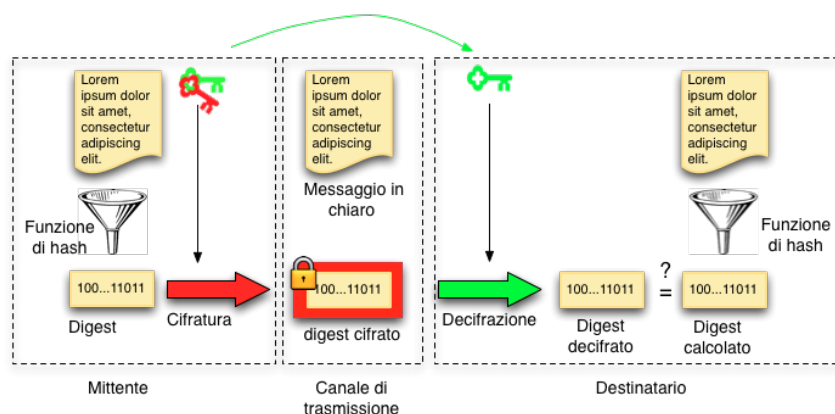 Lorem
ipsum dolor
sit amet,
consectetur
adipiscing
elit.
Funzione
di hash
100...11011
Digest
Cifratura
Mittente
Lorem
ipsum dolor
sit amet,
consectetur
adipiscing
elit.
Messaggio in
chiaro
100...11011
digest cifrato
Canale di
trasmissione
Decifrazione
100...11011
Digest
decifrato
?
=
Lorem
ipsum dolor
sit amet,
consectetur
adipiscing
elit.
Funzione
di hash
100...11011
Digest
calcolato
Destinatario